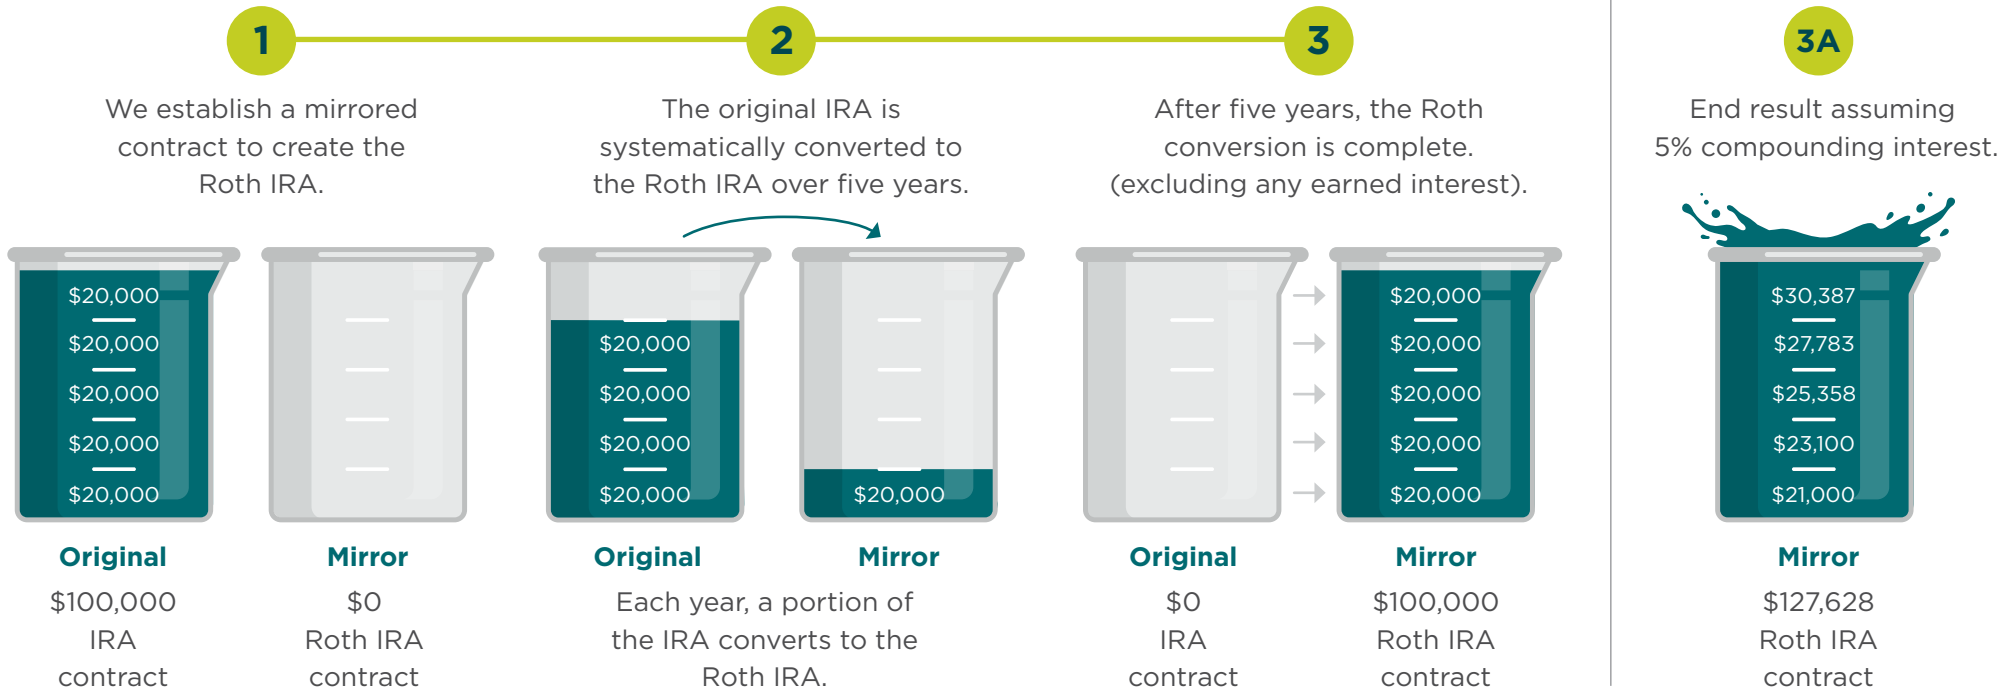 1
We establish a mirrored
contract to create the
Roth IRA.
$20,000
$20,000
$20,000
$20,000
$20,000
Original
$100,000
IRA
contract
Mirror
$0
Roth IRA
contract
2
The original IRA is
systematically converted to
the Roth IRA over five years.
$20,000
$20,000
$20,000
$20,000
$20,000
Original
Mirror
Each year, a portion of
the IRA converts to the
Roth IRA.
3
After five years, the Roth
conversion is complete.
(excluding any earned interest).
Original
$0
IRA
contract
$20,000
$20,000
$20,000
$20,000
$20,000
Mirror
$100,000
Roth IRA
contract
3A
End result assuming
5% compounding interest.
$30,387
$27,783
$25,358
$23,100
$21,000
Mirror
$127,628
Roth IRA
contract